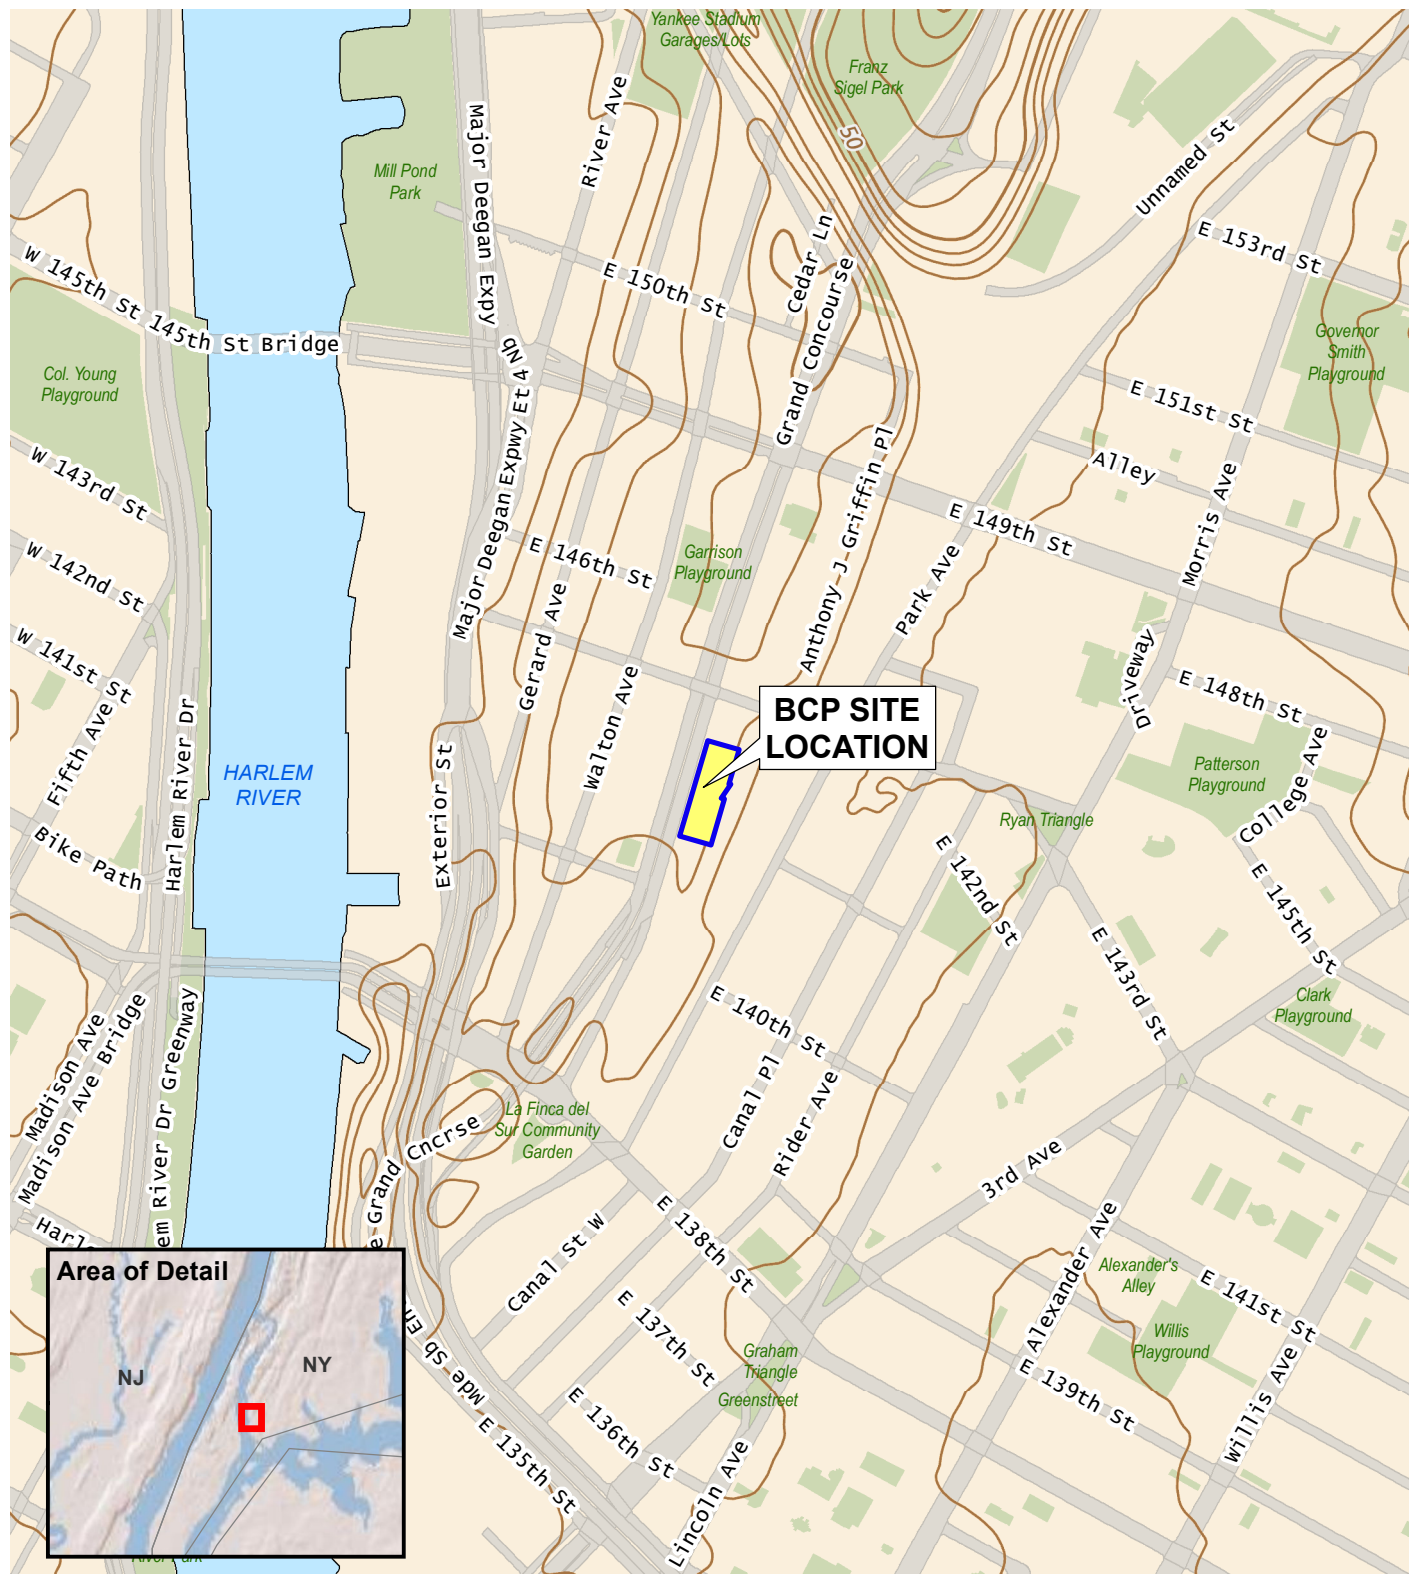 Yankee Stadium
Garages/Lots
Franz
Sigel Park
50
River Ave
Major Deegan Expy
Mill Pond
Park
Unnamed St
E 153rd St
W 145th St
145th St Bridge
E 150th St
Cedar Ln
Grand Concourse
Governor
Smith
Playground
Col. Young
Playground
Major Deegan Expwy Et 4 Nb
E 151st St
Alley
W 143rd St
Anthony J Griffin Pl
E 149th St
Morris Ave
W 142nd St
E 146th St
Garrison
Playground
Park Ave
W 141st St
Gerard Ave
Walton Ave
Driveway
E 148th St
Fifth Ave
Harlem River Dr
BCP SITE
LOCATION
HARLEM
RIVER
Exterior St
Patterson
Playground
College Ave
Ryan Triangle
Bike Path
E 142nd St
E 145th St
E 143rd St
Clark
Playground
E 140th St
Madison Ave
Madison Ave Bridge
em River Dr Greenway
Canal Pl
Rider Ave
La Finca del
Sur Community
Garden
e Grand Cncrse
3rd Ave
Harle
E 138th St
Canal St W
Alexander Ave
Alexander's
Alley
E 141st St
Area of Detail
NJ
NY
E 137th St
Mde Sb En
Graham
Triangle
Greenstreet
Willis
Playground
E 139th St
Willis Ave
E 136th St
E 135th St
Lincoln Ave
River Park